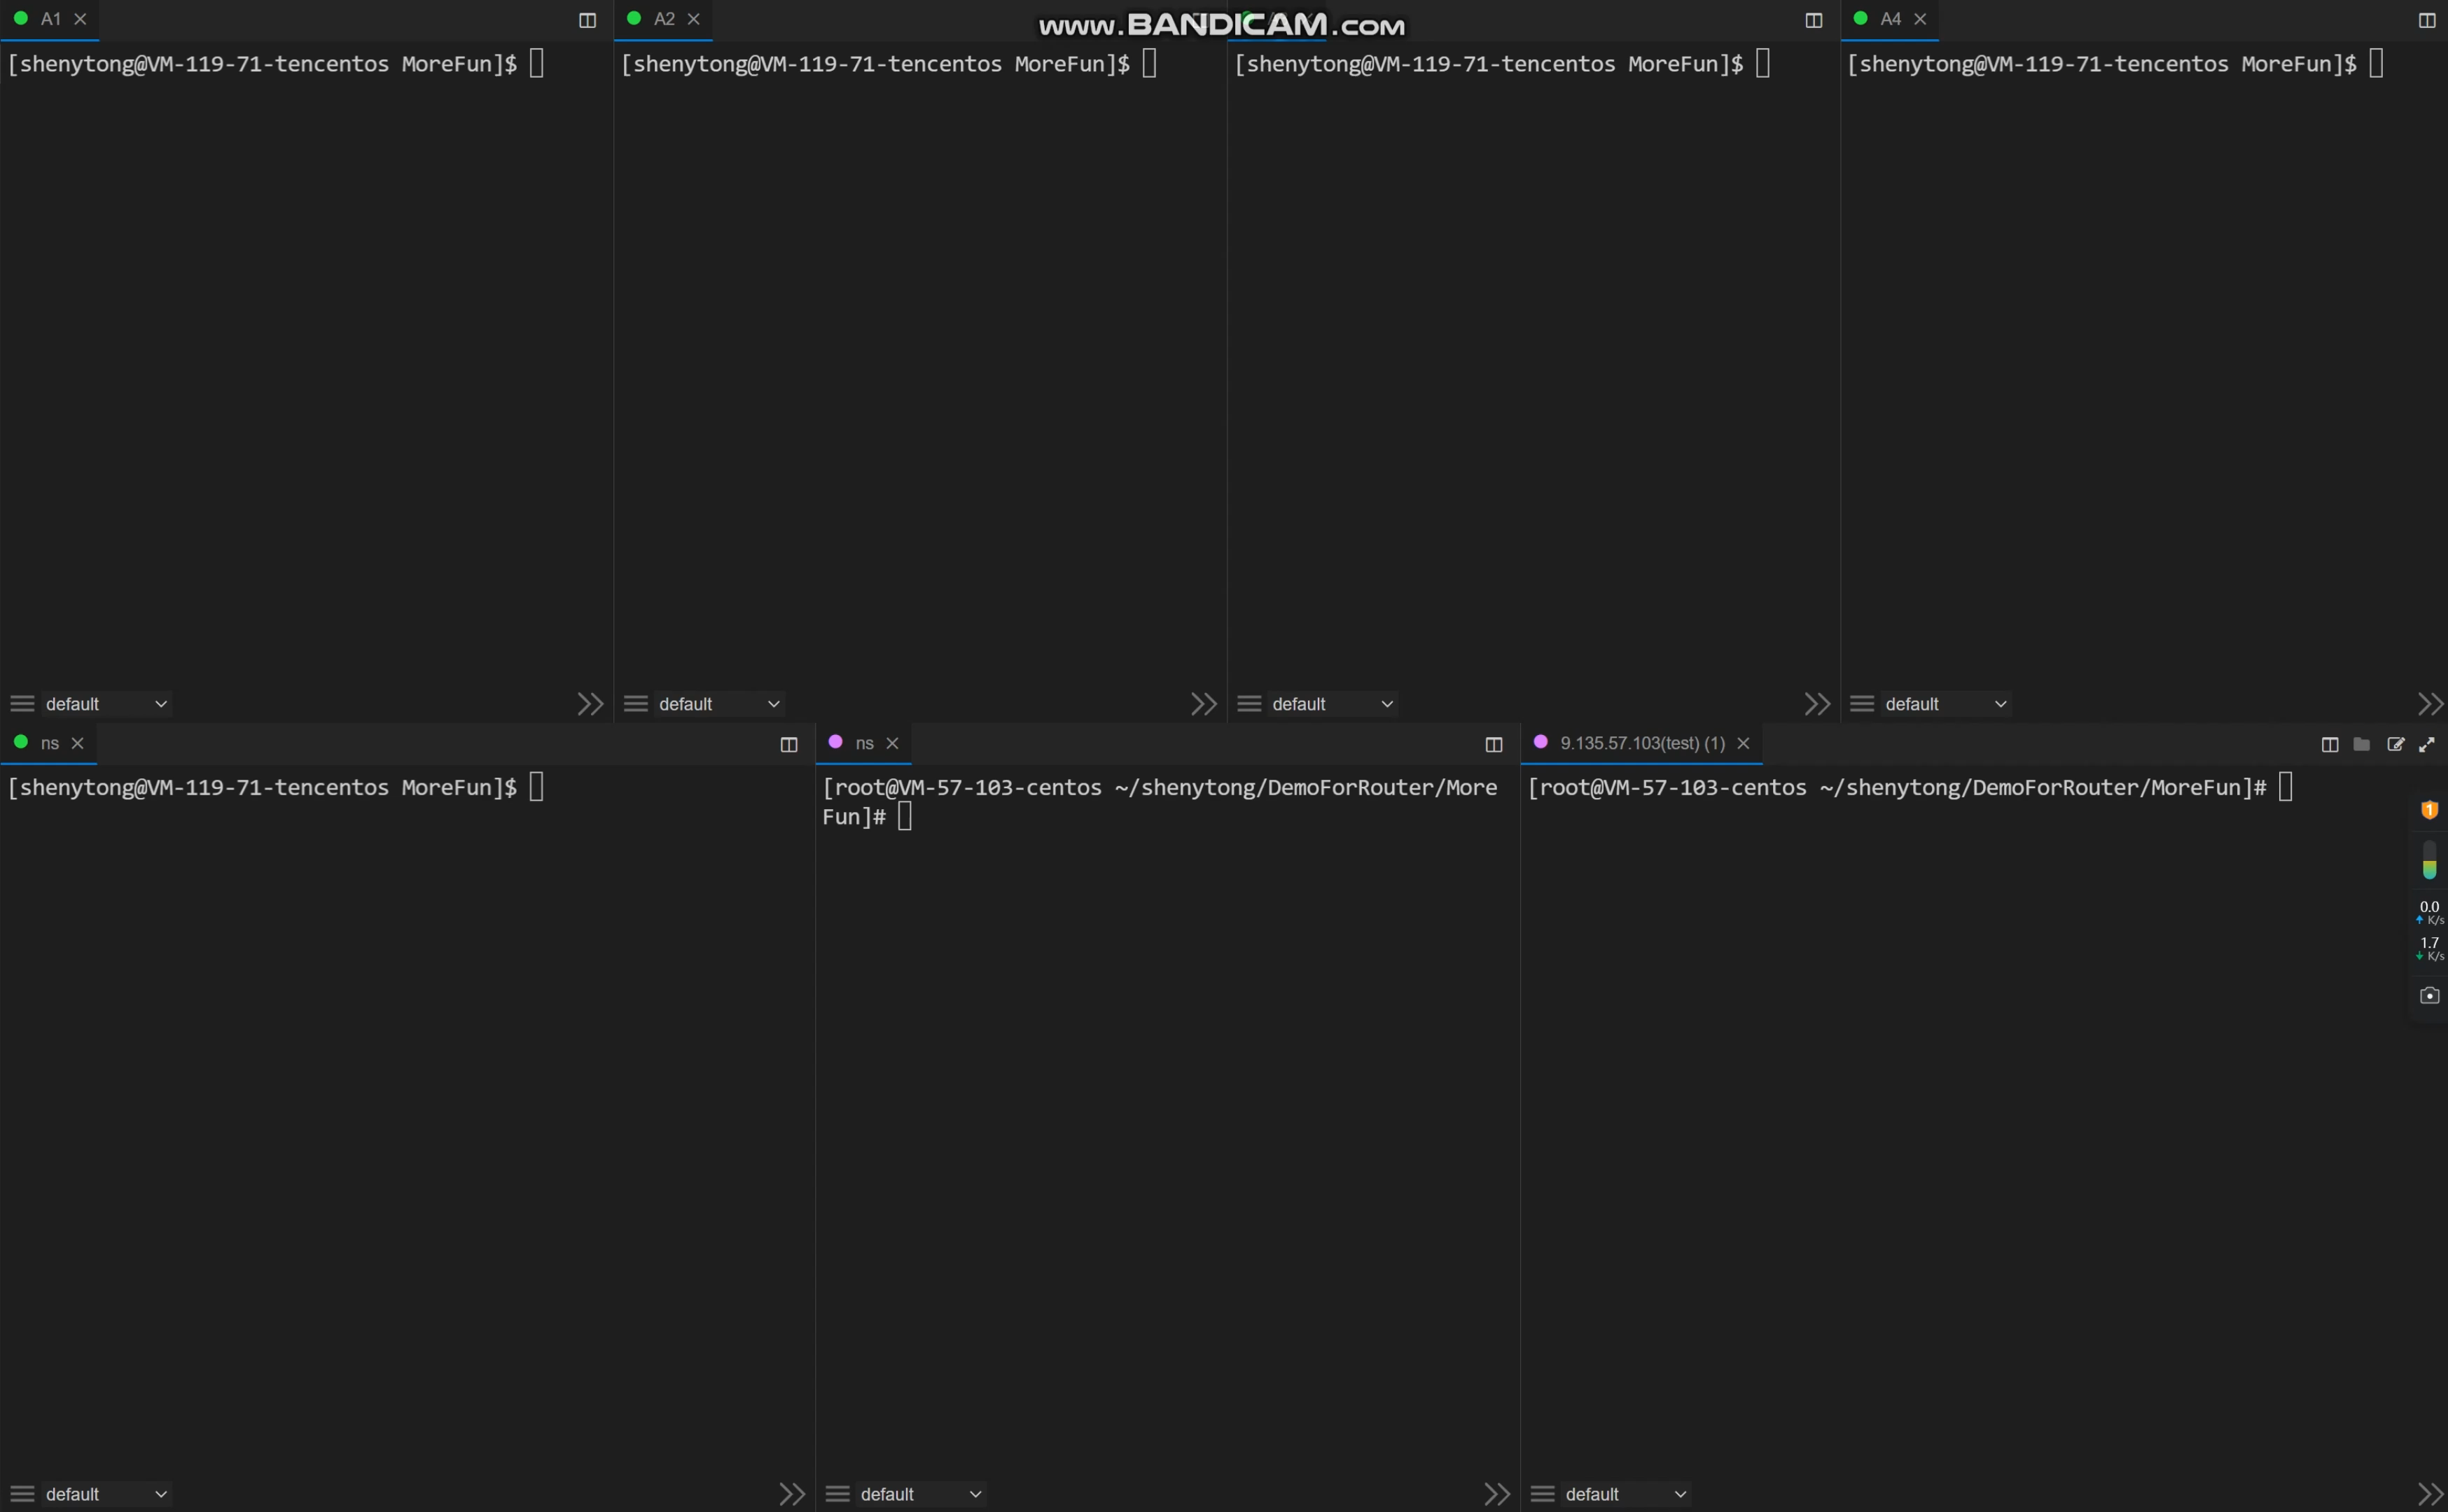 A1
A2
www.BANDICAM.com
A4
[shenytong@VM-119-71-tencentos MoreFun]$
[shenytong@VM-119-71-tencentos MoreFun]$
[shenytong@VM-119-71-tencentos MoreFun]$
[shenytong@VM-119-71-tencentos MoreFun]$
default
default
default
default
ns
ns
9.135.57.103(test) (1)
[shenytong@VM-119-71-tencentos MoreFun]$
[root@VM-57-103-centos ~/shenytong/DemoForRouter/More
Fun]#
[root@VM-57-103-centos ~/shenytong/DemoForRouter/MoreFun]#
1
0.0
K/s
1.7
K/s
default
default
default